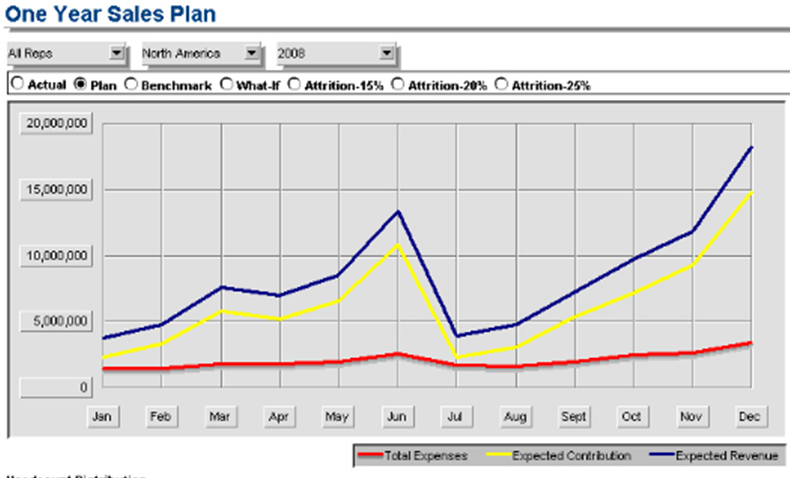 One Year Sales Plan
All Reps North America 2008
Actual Plan Benchmark What-If Attrition-15% Attrition-20% Attrition-25%
20,000,000
15,000,000
10,000,000
5,000,000
0
Jan Feb Mar Apr May Jun Jul Aug Sept Oct Nov Dec
Total Expenses Expected Contribution Expected Revenue